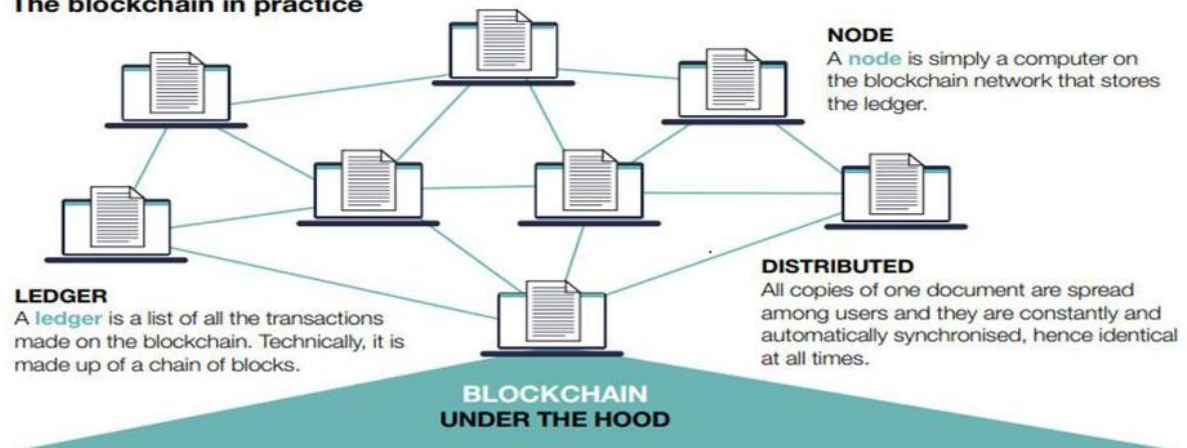 The blockchain in practice
NODE
A node is simply a computer on
the blockchain network that stores
the ledger.
LEDGER
A ledger is a list of all the transactions
made on the blockchain. Technically, it is
made up of a chain of blocks.
DISTRIBUTED
All copies of one document are spread
among users and they are constantly and
automatically synchronised, hence identical
at all times.
BLOCKCHAIN
UNDER THE HOOD